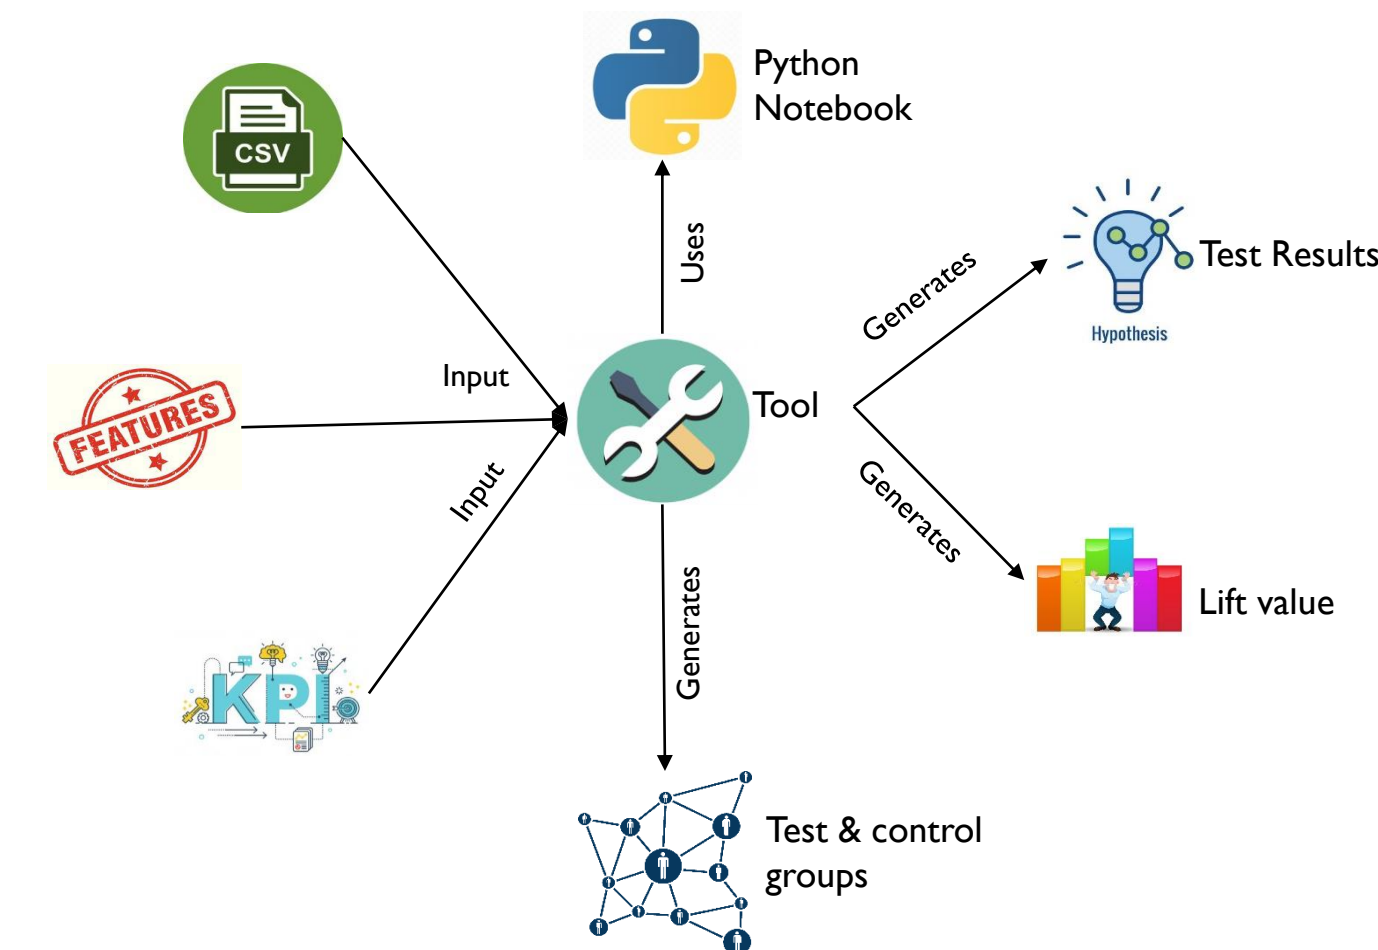 Python
Notebook
CSV
Uses
Generates
Test Results
Hypothesis
Input
FEATURES
Tool
Input
Generates
Generates
Lift value
KPI
Test & control
groups